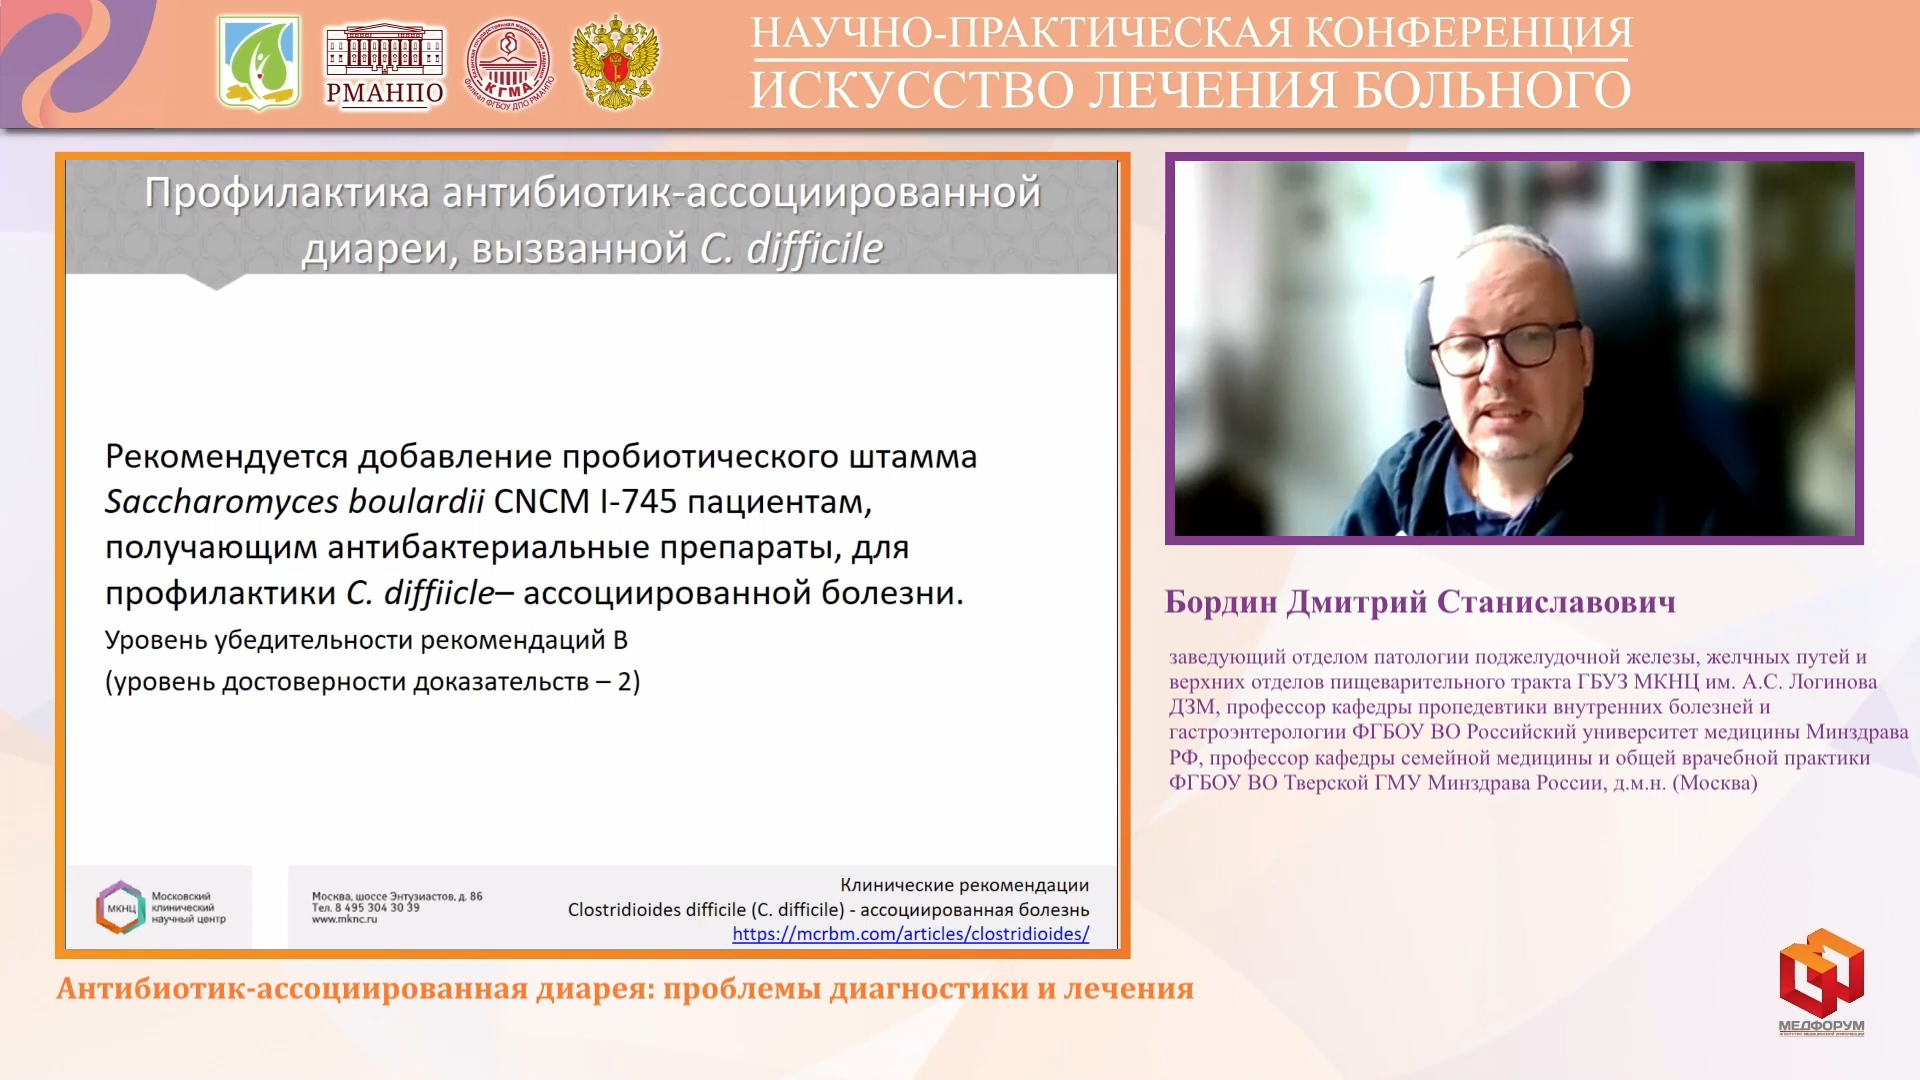 РМАНПО
КГМА
ФИЛИАЛ ФГБОУ ДПО РМАНПО
НАУЧНО-ПРАКТИЧЕСКАЯ КОНФЕРЕНЦИЯ
ИСКУССТВО ЛЕЧЕНИЯ БОЛЬНОГО
Профилактика антибиотик-ассоциированной
диареи, вызванной C. difficile
Рекомендуется добавление пробиотического штамма
Saccharomyces boulardii CNCM I-745 пациентам,
получающим антибактериальные препараты, для
профилактики C. diffiicle– ассоциированной болезни.
Уровень убедительности рекомендаций В
(уровень достоверности доказательств – 2)
МКНЦ
Московский
клинический
научный центр
Москва, шоссе Энтузиастов, д. 86
Тел. 8 495 304 30 39
www.mknc.ru
Клинические рекомендации
Clostridioides difficile (C. difficile) - ассоциированная болезнь
https://mcrbm.com/articles/clostridioides/
Бордин Дмитрий Станиславович
заведующий отделом патологии поджелудочной железы, желчных путей и
верхних отделов пищеварительного тракта ГБУЗ МКНЦ им. А.С. Логинова
ДЗМ, профессор кафедры пропедевтики внутренних болезней и
гастроэнтерологии ФГБОУ ВО Российский университет медицины Минздрава
РФ, профессор кафедры семейной медицины и общей врачебной практики
ФГБОУ ВО Тверской ГМУ Минздрава России, д.м.н. (Москва)
Антибиотик-ассоциированная диарея: проблемы диагностики и лечения
МЕДФОРУМ